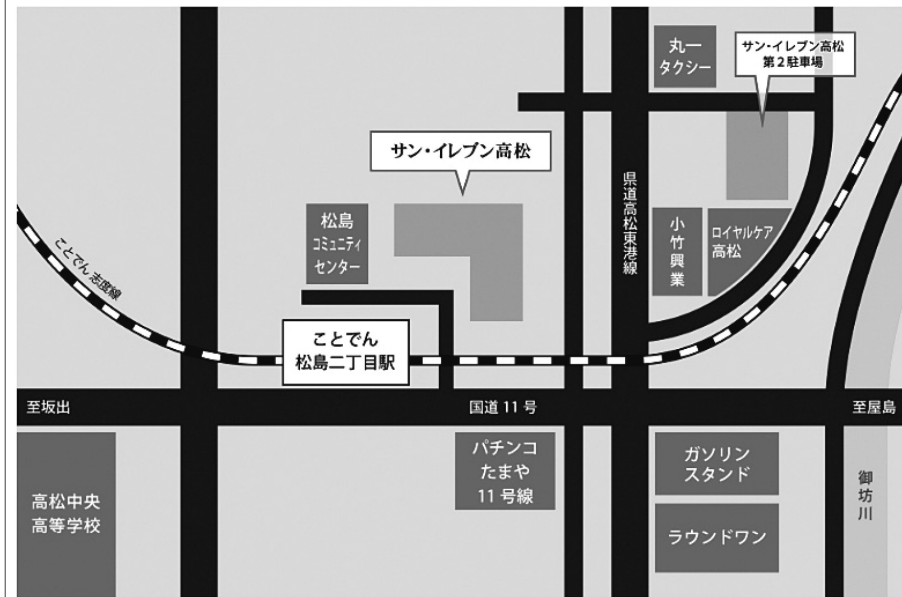 丸一
タクシー
サン・イレブン高松
第2駐車場
サン・イレブン高松
県道高松東港線
松島
コミュニティ
センター
小竹興業
ロイヤルケア
高松
ことでん 志度線
ことでん
松島二丁目駅
至坂出
国道11号
至屋島
高松中央
高等学校
パチンコ
たまや
11号線
ガソリン
スタンド
ラウンドワン
御坊川